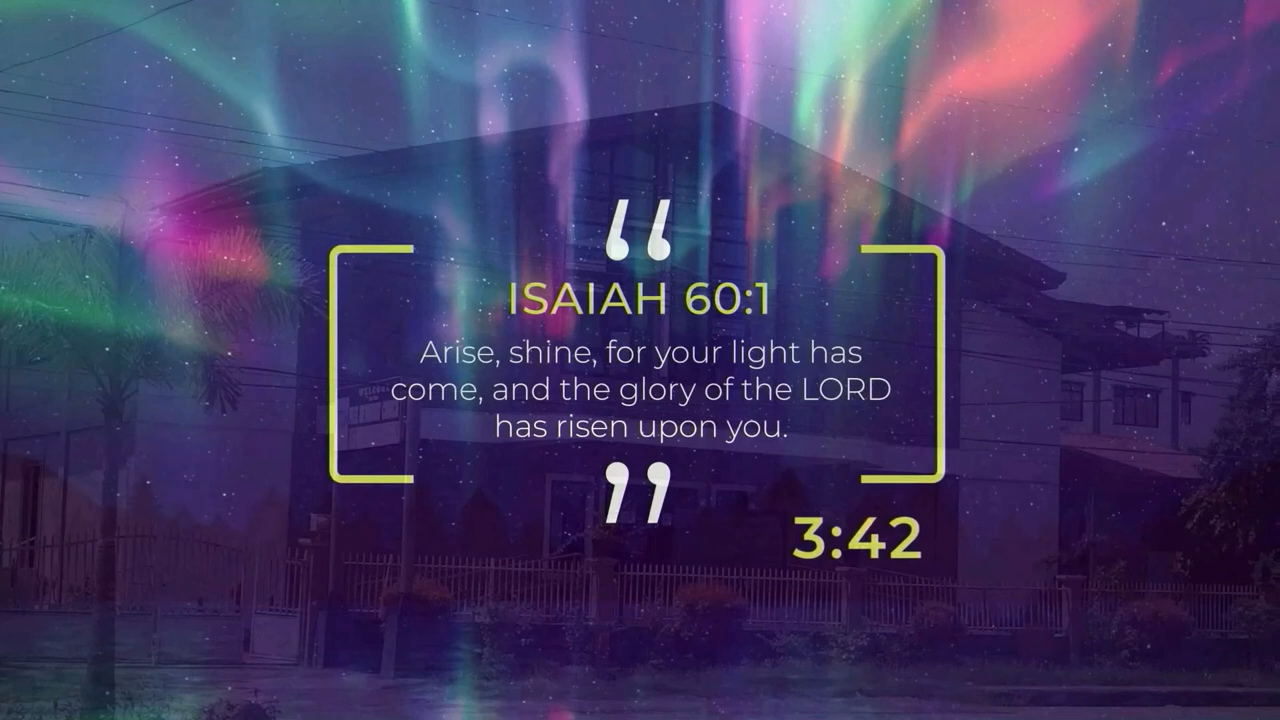 “
ISAIAH 60:1
Arise, shine, for your light has
come, and the glory of the LORD
has risen upon you.
”
3:42
WELCOME